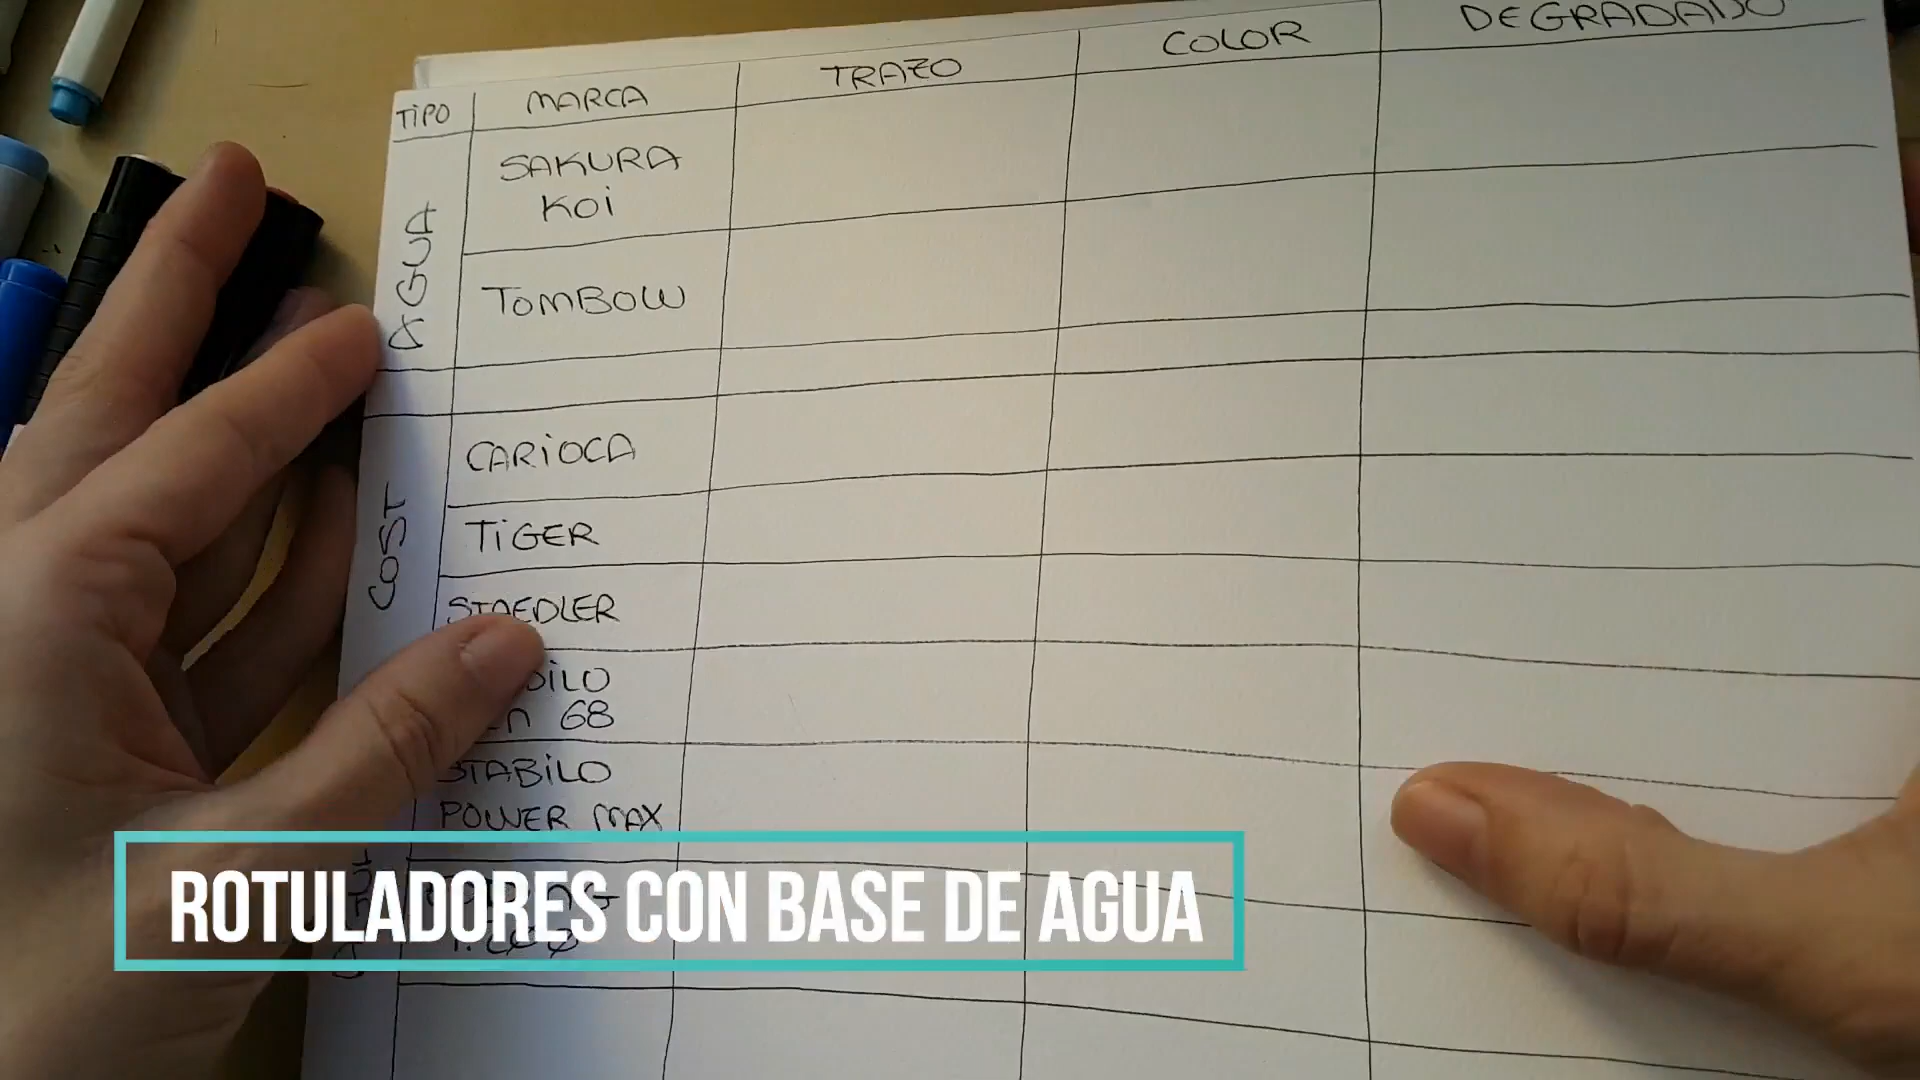 TIPO MARCA TRAZO COLOR DEGRADADO
AGUA
SAKURA
KOI
TOMBOW
COST
CARIOCA
TIGER
STAEDLER
68
STABILO
POWER MAX
ROTULADORES CON BASE DE AGUA